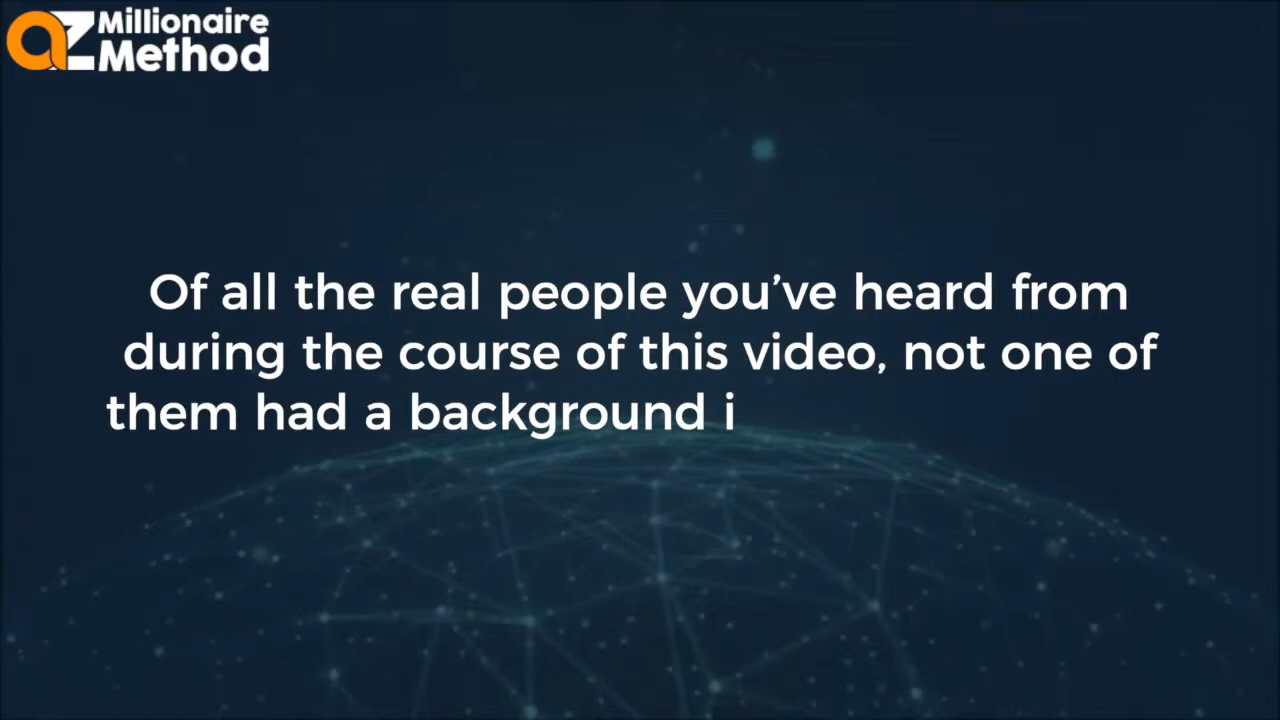 az Millionaire
Method
Of all the real people you’ve heard from
during the course of this video, not one of
them had a background i